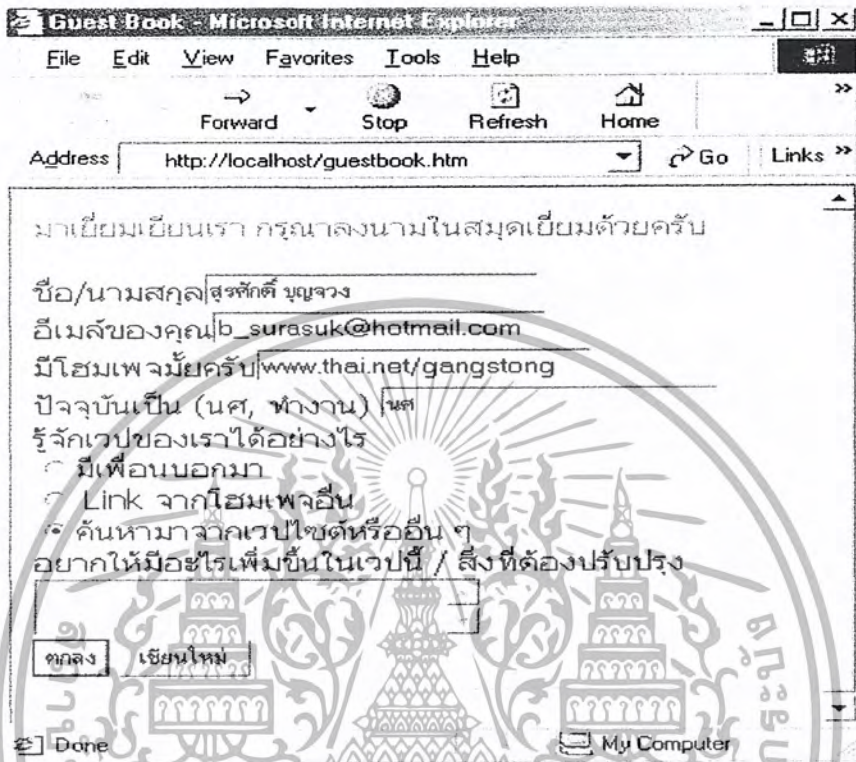 Guest Book - Microsoft Internet Explorer
File Edit View Favorites Tools Help
Forward Stop Refresh Home »
Address http://localhost/guestbook.htm Go Links »
มาเยี่ยมเยียนเรา กรุณาลงนามในสมุดเยี่ยมด้วยครับ
ชื่อ/นามสกุล สุรศักดิ์ บุญจวง
อีเมล์ของคุณ b_surasuk@hotmail.com
มีโฮมเพจมั้ยครับ www.thai.net/gangstong
ปัจจุบันเป็น (นศ, ทำงาน) นศ
รู้จักเวปของเราได้อย่างไร
มีเพื่อนบอกมา
Link จากโฮมเพจอื่น
ค้นหามาจากเวปไซต์หรืออื่น ๆ
อยากให้มีอะไรเพิ่มขึ้นในเวปนี้ / สิ่งที่ต้องปรับปรุง
ตกลง เขียนใหม่
Done My Computer